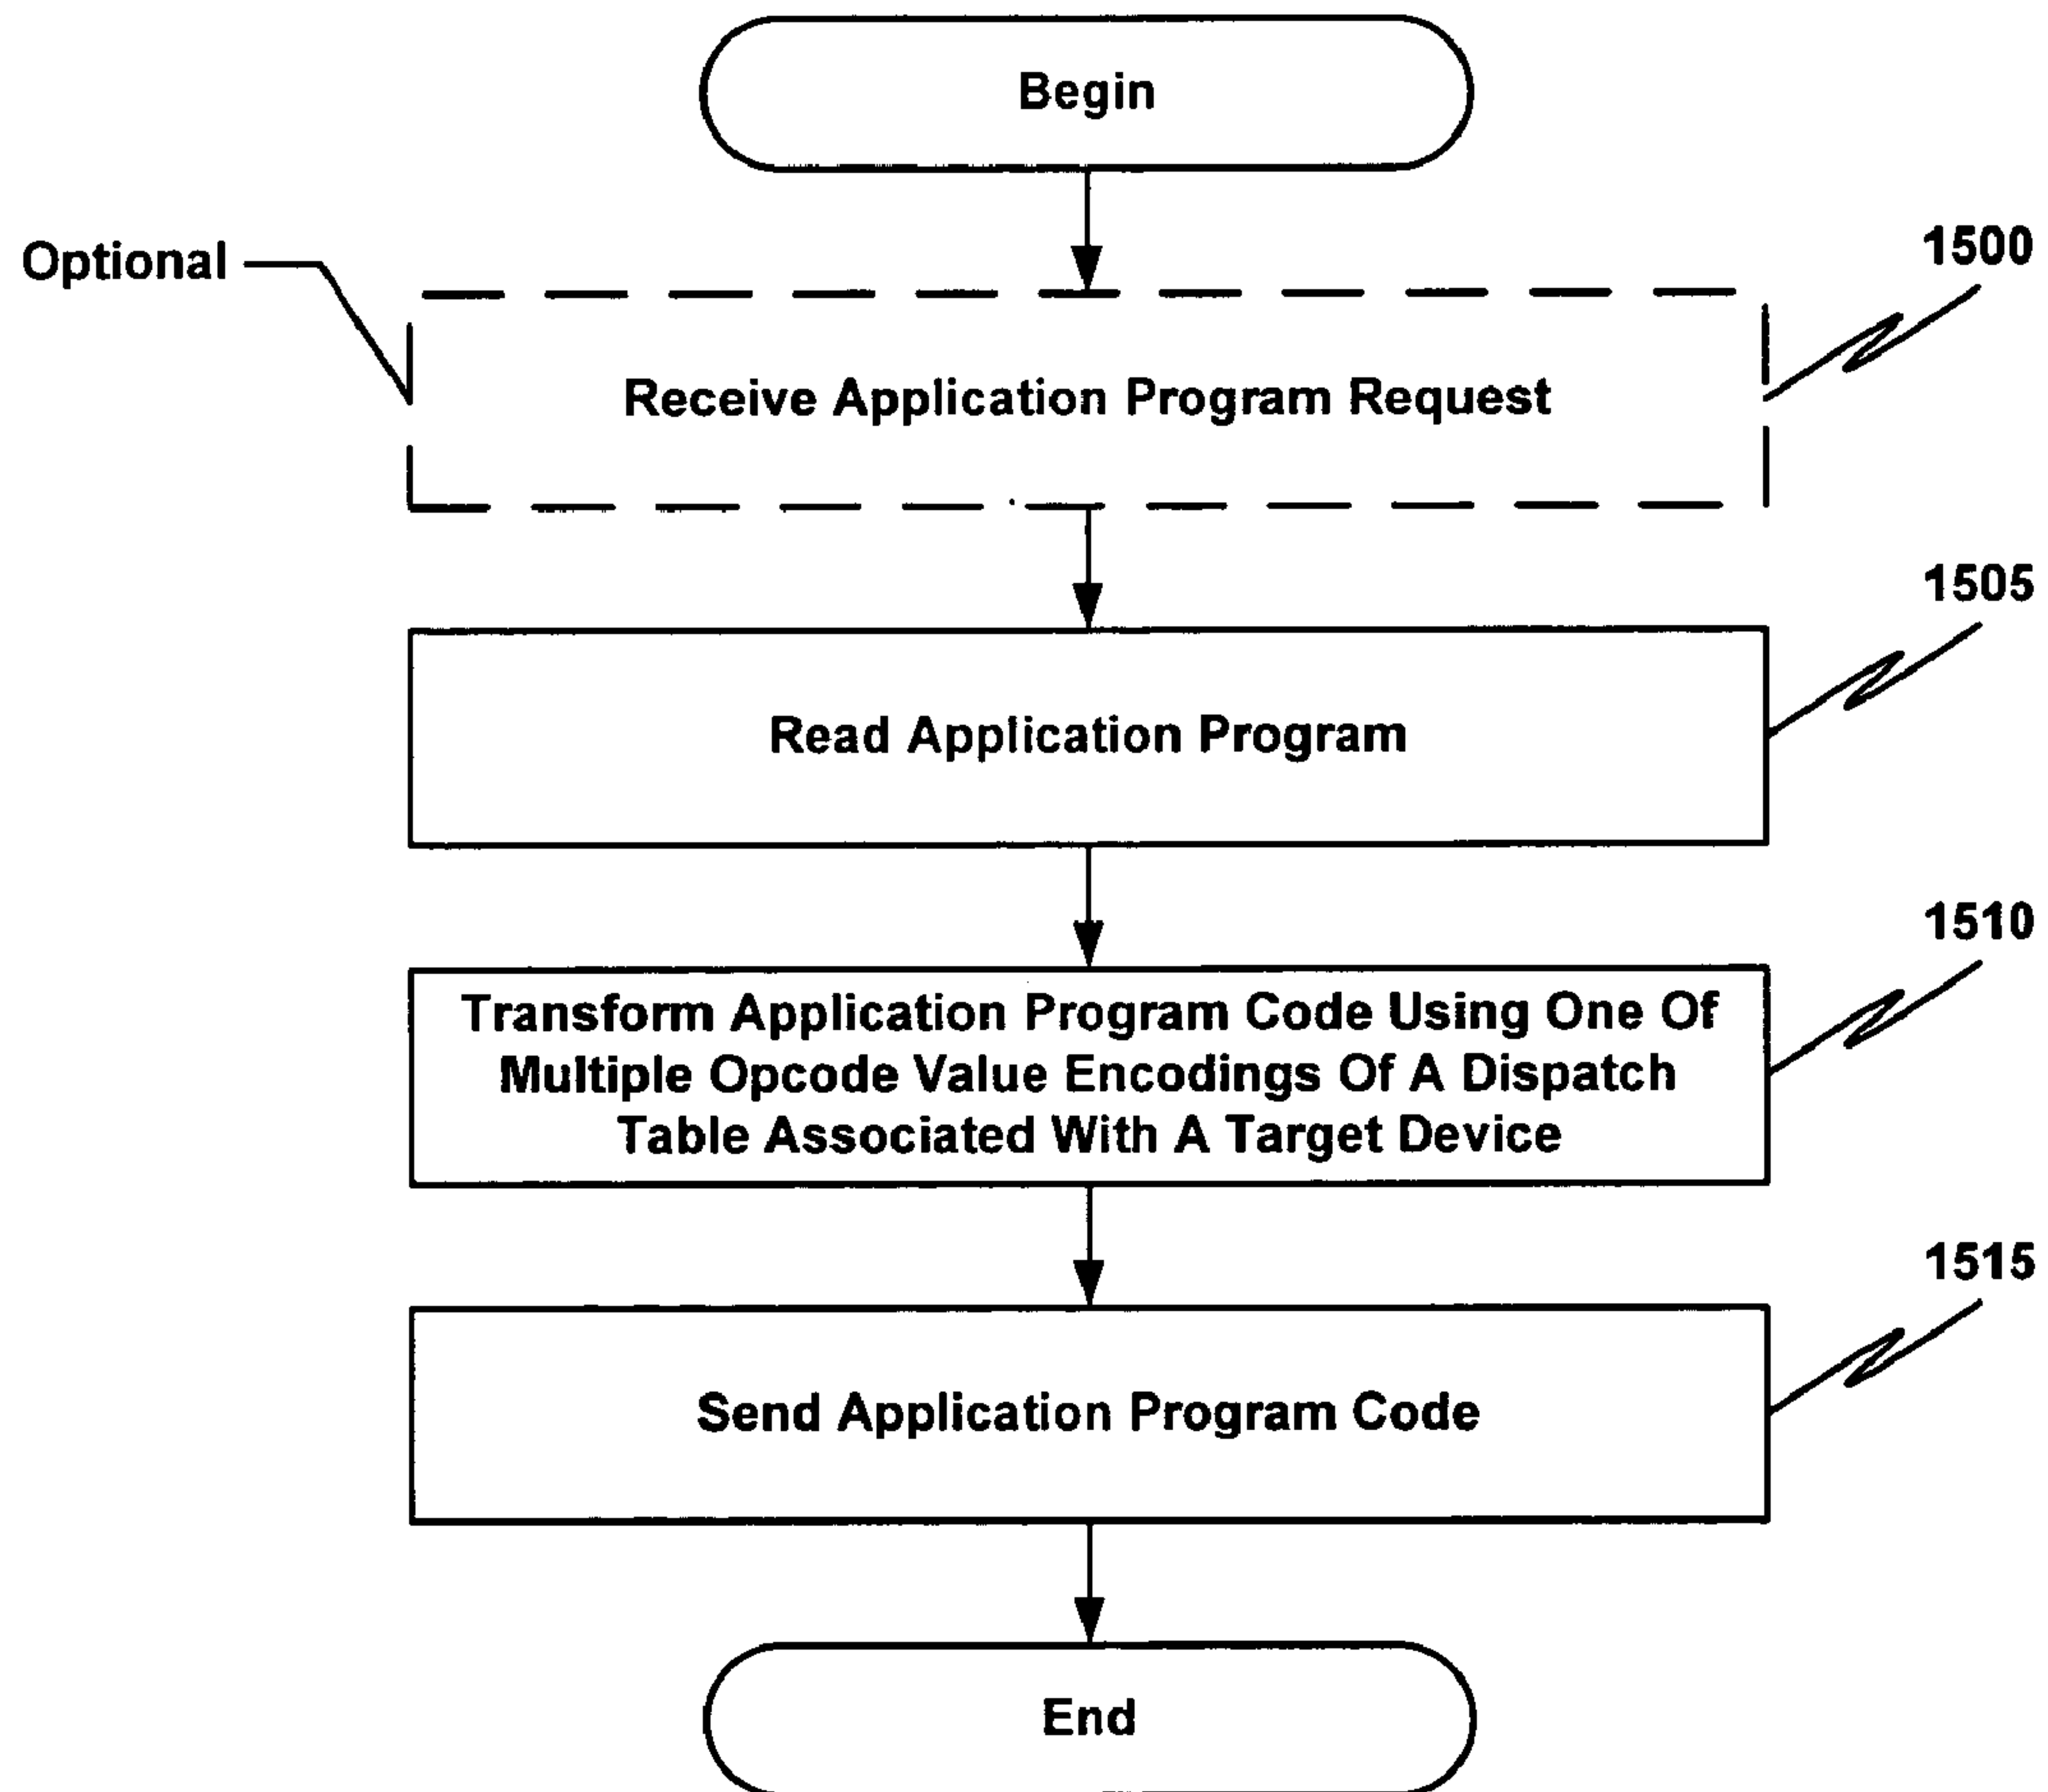 Begin
Optional
1500
Receive Application Program Request
1505
Read Application Program
1510
Transform Application Program Code Using One Of
Multiple Opcode Value Encodings Of A Dispatch
Table Associated With A Target Device
1515
Send Application Program Code
End